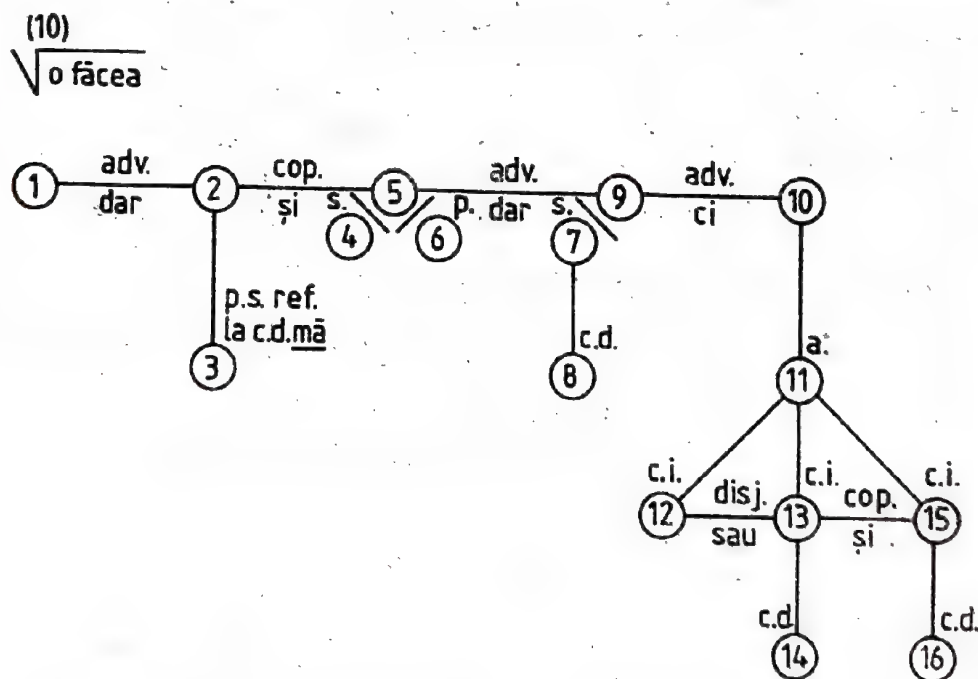 (10)
√o făcea
adv. cop. adv. adv.
1 2 5 9 10
dar și s. p. dar s. ci
4 6 7
p.s. ref.
la c.d. mă
c.d. a.
3 8 11
c.i. disj. c.i. cop. c.i.
12 13 15
sau și
c.d c.d.
14 16